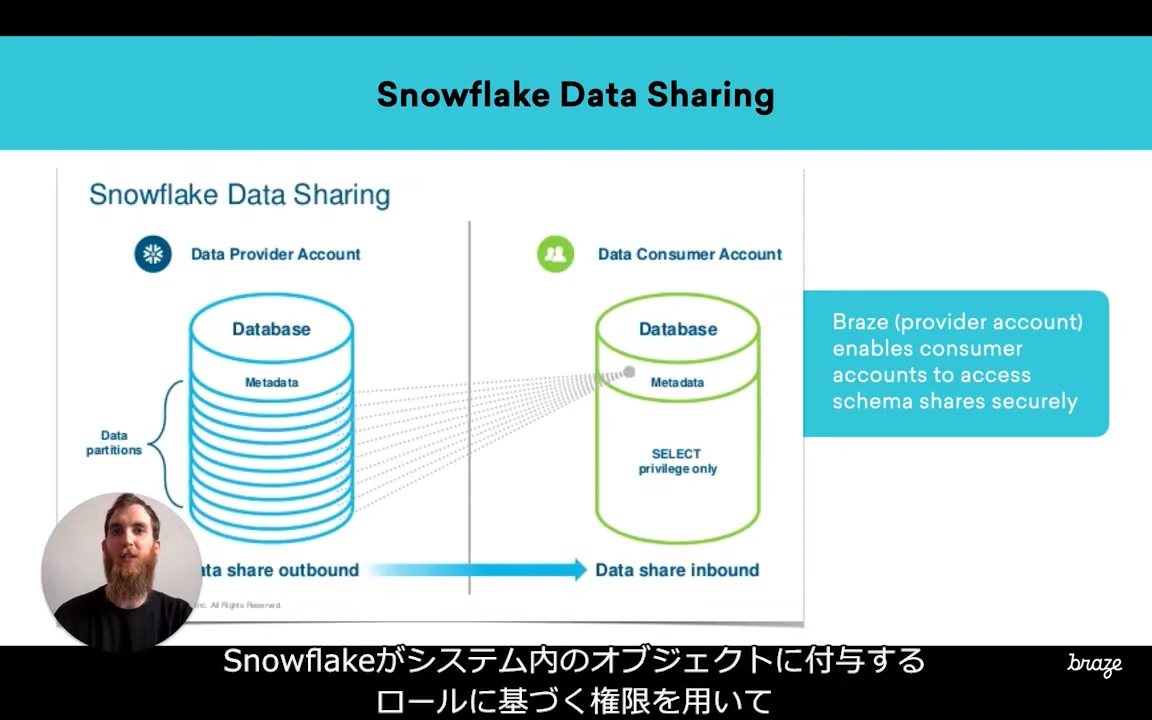 Snowflake Data Sharing
Snowflake Data Sharing
Data Provider Account
Data Consumer Account
Database
Database
Metadata
Metadata
Data
partitions
SELECT
privilege only
Braze (provider account)
enables consumer
accounts to access
schema shares securely
ata share outbound
Data share inbound
Inc. All Rights Reserved.
Snowflakeがシステム内のオブジェクトに付与する
ロールに基づく権限を用いて
braze